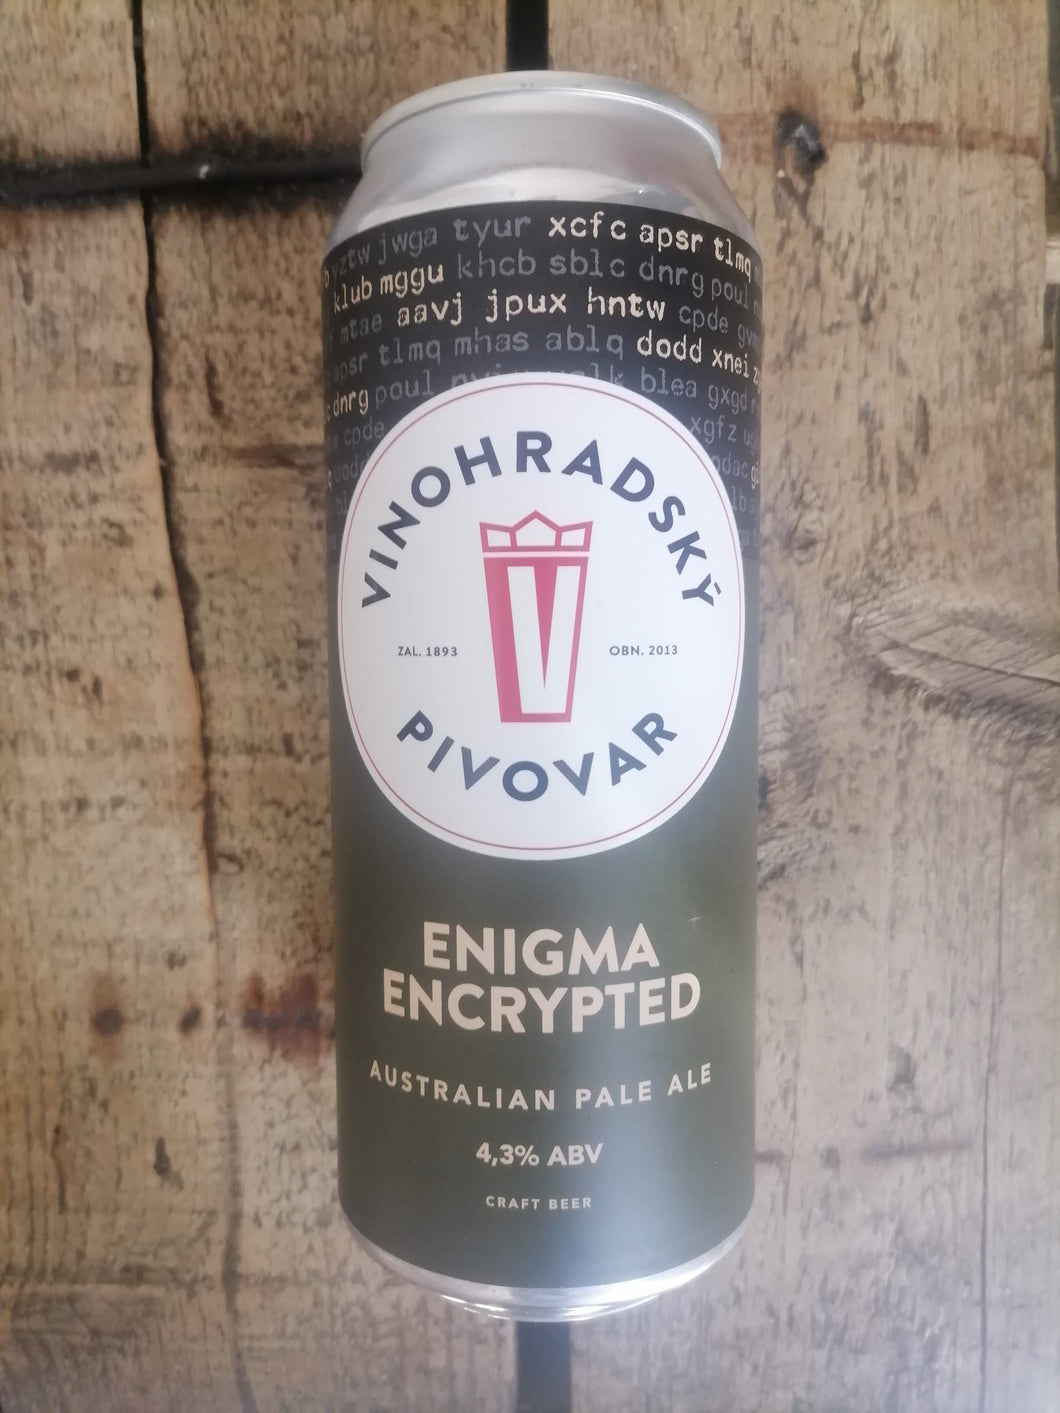 yztw jwga tyur xcfc apsr tlmq
klub mggu khcb sblc dnrg poul
mtae aavj jpux hntw cpde
apsr tlmq mhas ablq dodd xnei
dnrg poul blea gxgd
cpde xgfz
VINOHRADSKÝ
ZAL. 1893 OBN. 2013
PIVOVAR
ENIGMA
ENCRYPTED
AUSTRALIAN PALE ALE
4,3% ABV
CRAFT BEER